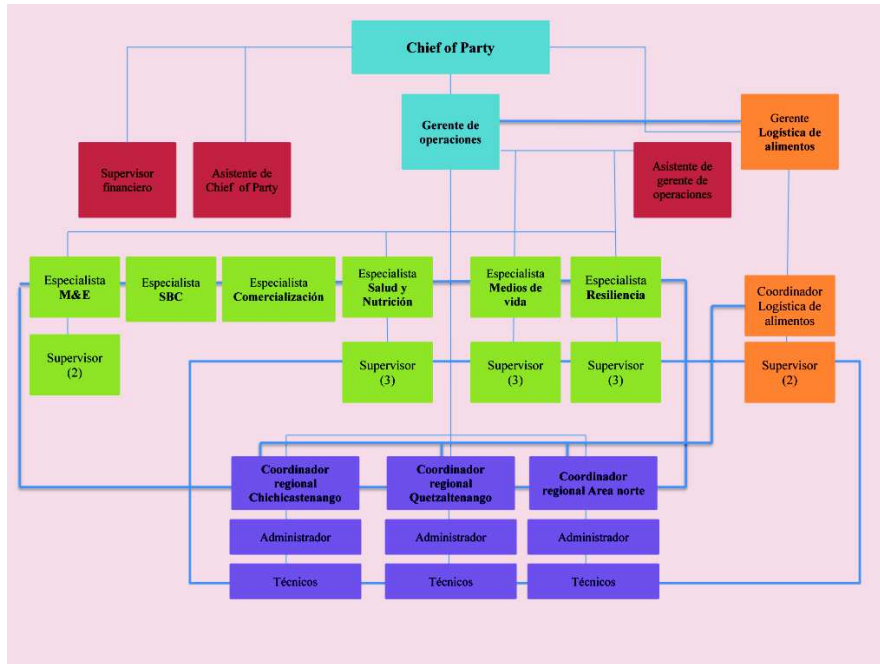 Chief of Party
Gerente de
operaciones
Gerente
Logística de
alimentos
Supervisor
financiero
Asistente de
Chief of Party
Asistente de
gerente de
operaciones
Especialista
M&E
Especialista
SBC
Especialista
Comercialización
Especialista
Salud y
Nutrición
Especialista
Medios de
vida
Especialista
Resiliencia
Coordinador
Logística de
alimentos
Supervisor
(2)
Supervisor
(3)
Supervisor
(3)
Supervisor
(3)
Supervisor
(2)
Coordinador
regional
Chichicastenango
Coordinador
regional
Quetzaltenango
Coordinador
regional Area norte
Administrador
Administrador
Administrador
Técnicos
Técnicos
Técnicos